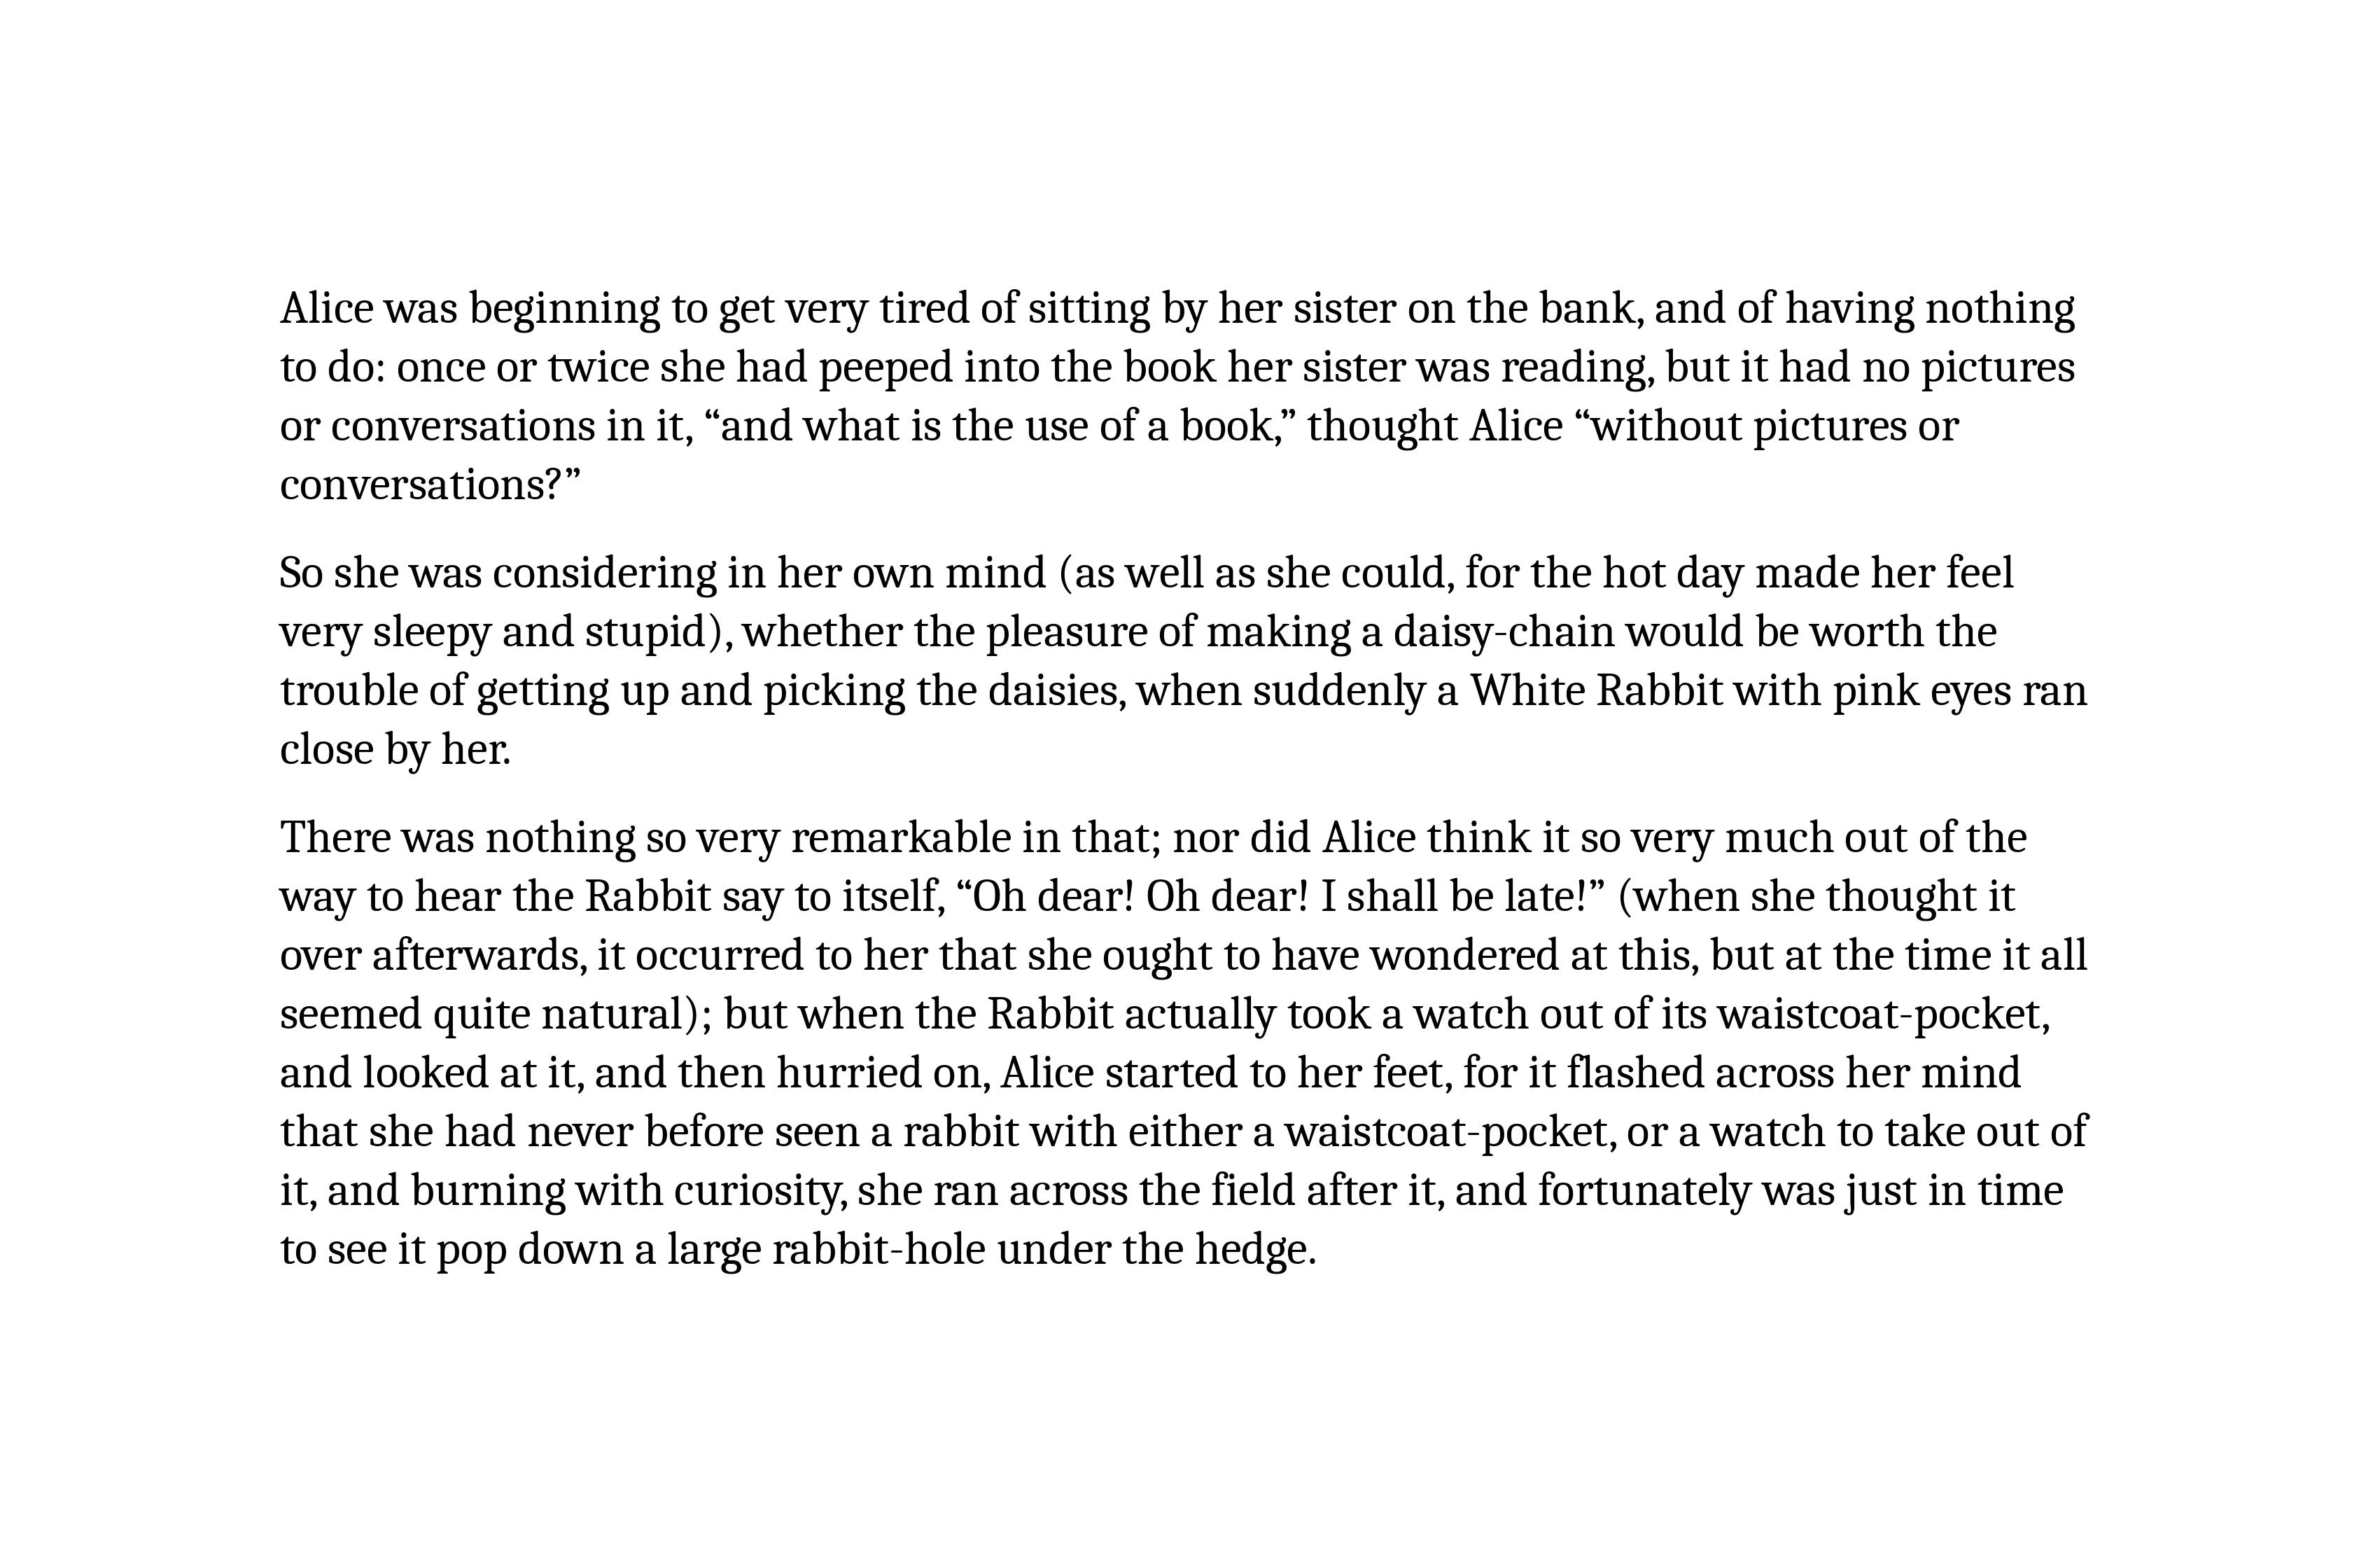 Alice was beginning to get very tired of sitting by her sister on the bank, and of having nothing
to do: once or twice she had peeped into the book her sister was reading, but it had no pictures
or conversations in it, “and what is the use of a book,” thought Alice “without pictures or
conversations?”
So she was considering in her own mind (as well as she could, for the hot day made her feel
very sleepy and stupid), whether the pleasure of making a daisy-chain would be worth the
trouble of getting up and picking the daisies, when suddenly a White Rabbit with pink eyes ran
close by her.
There was nothing so very remarkable in that; nor did Alice think it so very much out of the
way to hear the Rabbit say to itself, “Oh dear! Oh dear! I shall be late!” (when she thought it
over afterwards, it occurred to her that she ought to have wondered at this, but at the time it all
seemed quite natural); but when the Rabbit actually took a watch out of its waistcoat-pocket,
and looked at it, and then hurried on, Alice started to her feet, for it flashed across her mind
that she had never before seen a rabbit with either a waistcoat-pocket, or a watch to take out of
it, and burning with curiosity, she ran across the field after it, and fortunately was just in time
to see it pop down a large rabbit-hole under the hedge.